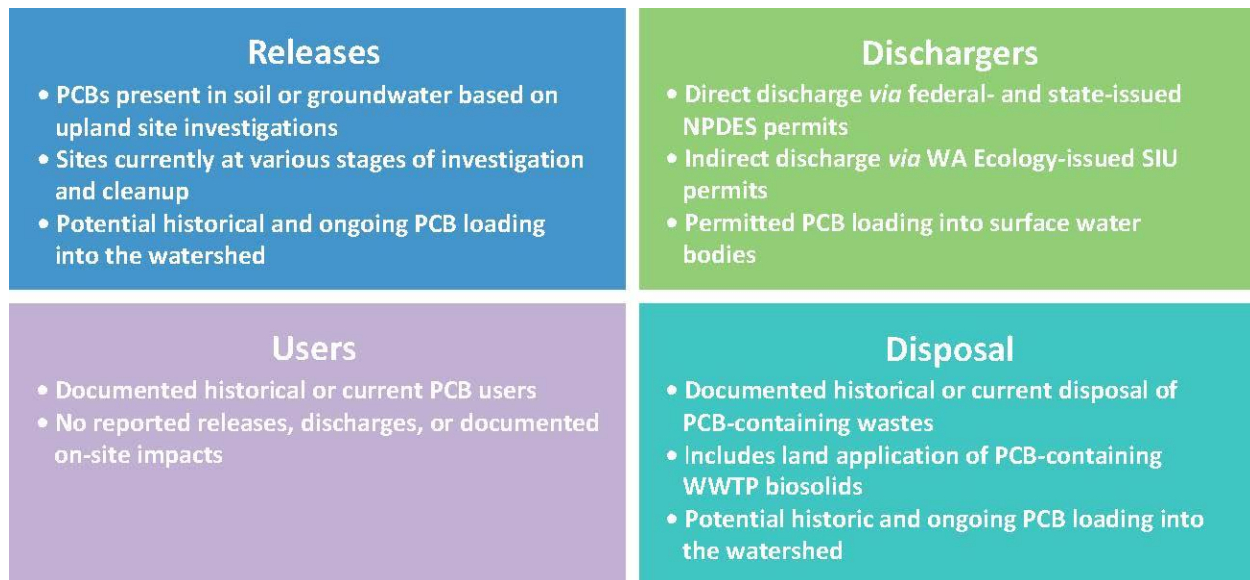 Releases
• PCBs present in soil or groundwater based on
upland site investigations
• Sites currently at various stages of investigation
and cleanup
• Potential historical and ongoing PCB loading
into the watershed
Dischargers
• Direct discharge via federal- and state-issued
NPDES permits
• Indirect discharge via WA Ecology-issued SIU
permits
• Permitted PCB loading into surface water
bodies
Users
• Documented historical or current PCB users
• No reported releases, discharges, or documented
on-site impacts
Disposal
• Documented historical or current disposal of
PCB-containing wastes
• Includes land application of PCB-containing
WWTP biosolids
• Potential historic and ongoing PCB loading into
the watershed